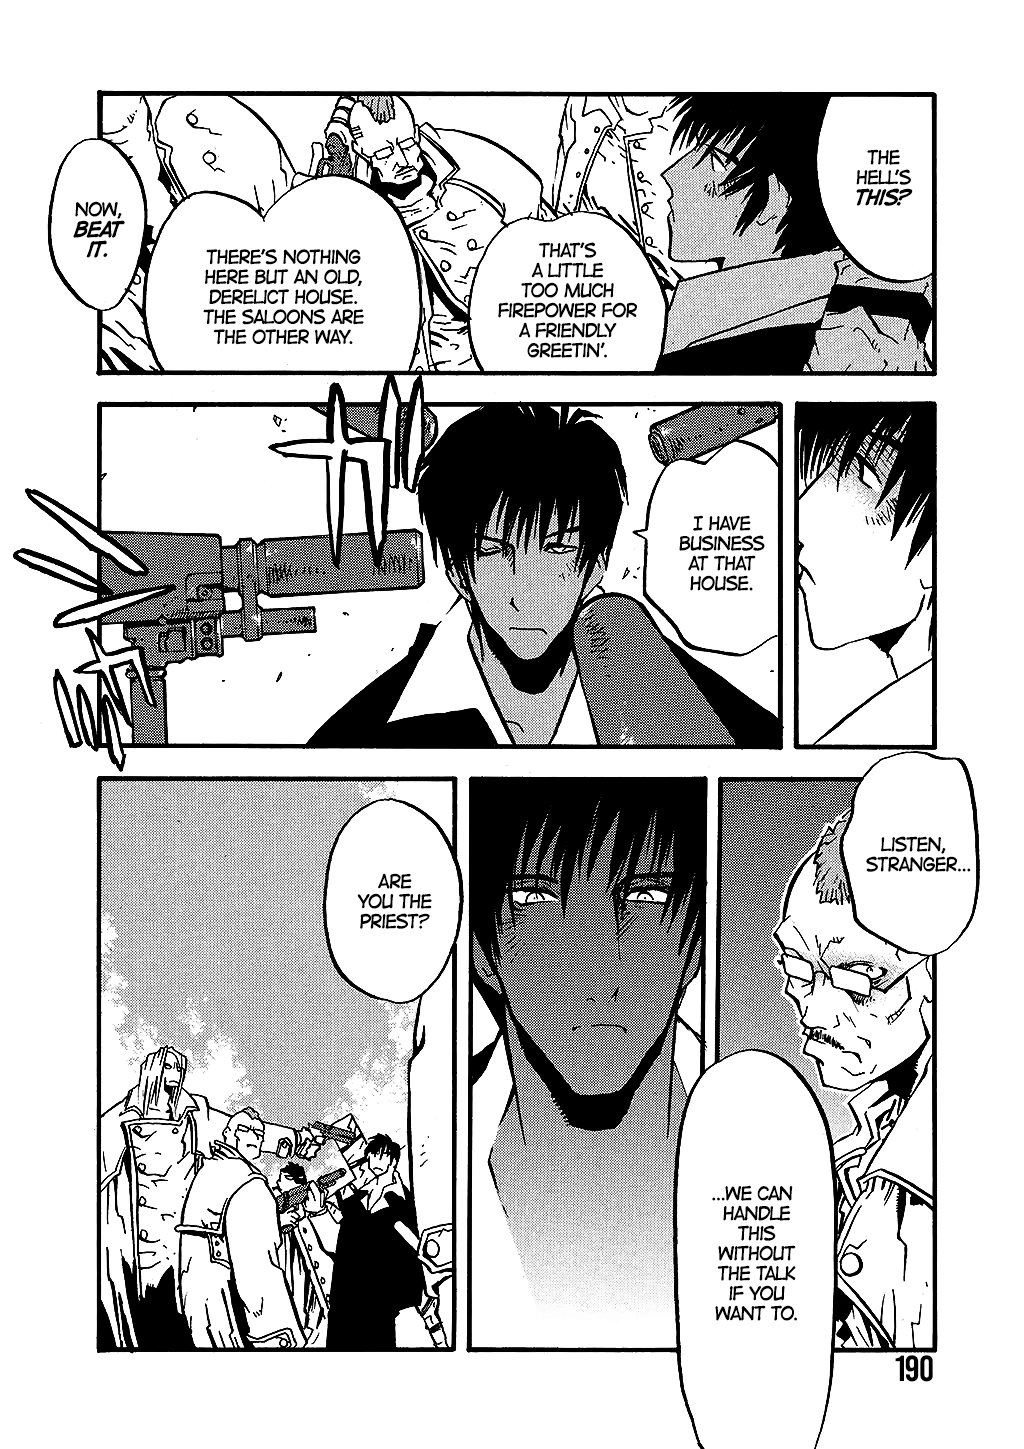 THE
HELL'S
THIS?
THAT'S
A LITTLE
TOO MUCH
FIREPOWER FOR
A FRIENDLY
GREETIN'.
THERE'S NOTHING
HERE BUT AN OLD,
DERELICT HOUSE.
THE SALOONS ARE
THE OTHER WAY.
NOW,
BEAT
IT.
I HAVE
BUSINESS
AT THAT
HOUSE.
LISTEN,
STRANGER...
...WE CAN
HANDLE
THIS
WITHOUT
THE TALK
IF YOU
WANT TO.
ARE
YOU THE
PRIEST?
190